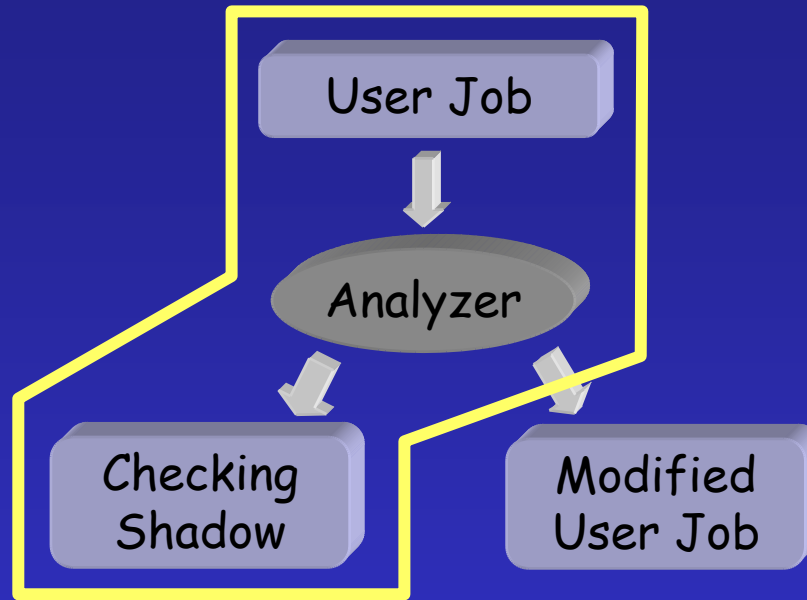 User Job
Analyzer
Checking
Shadow
Modified
User Job